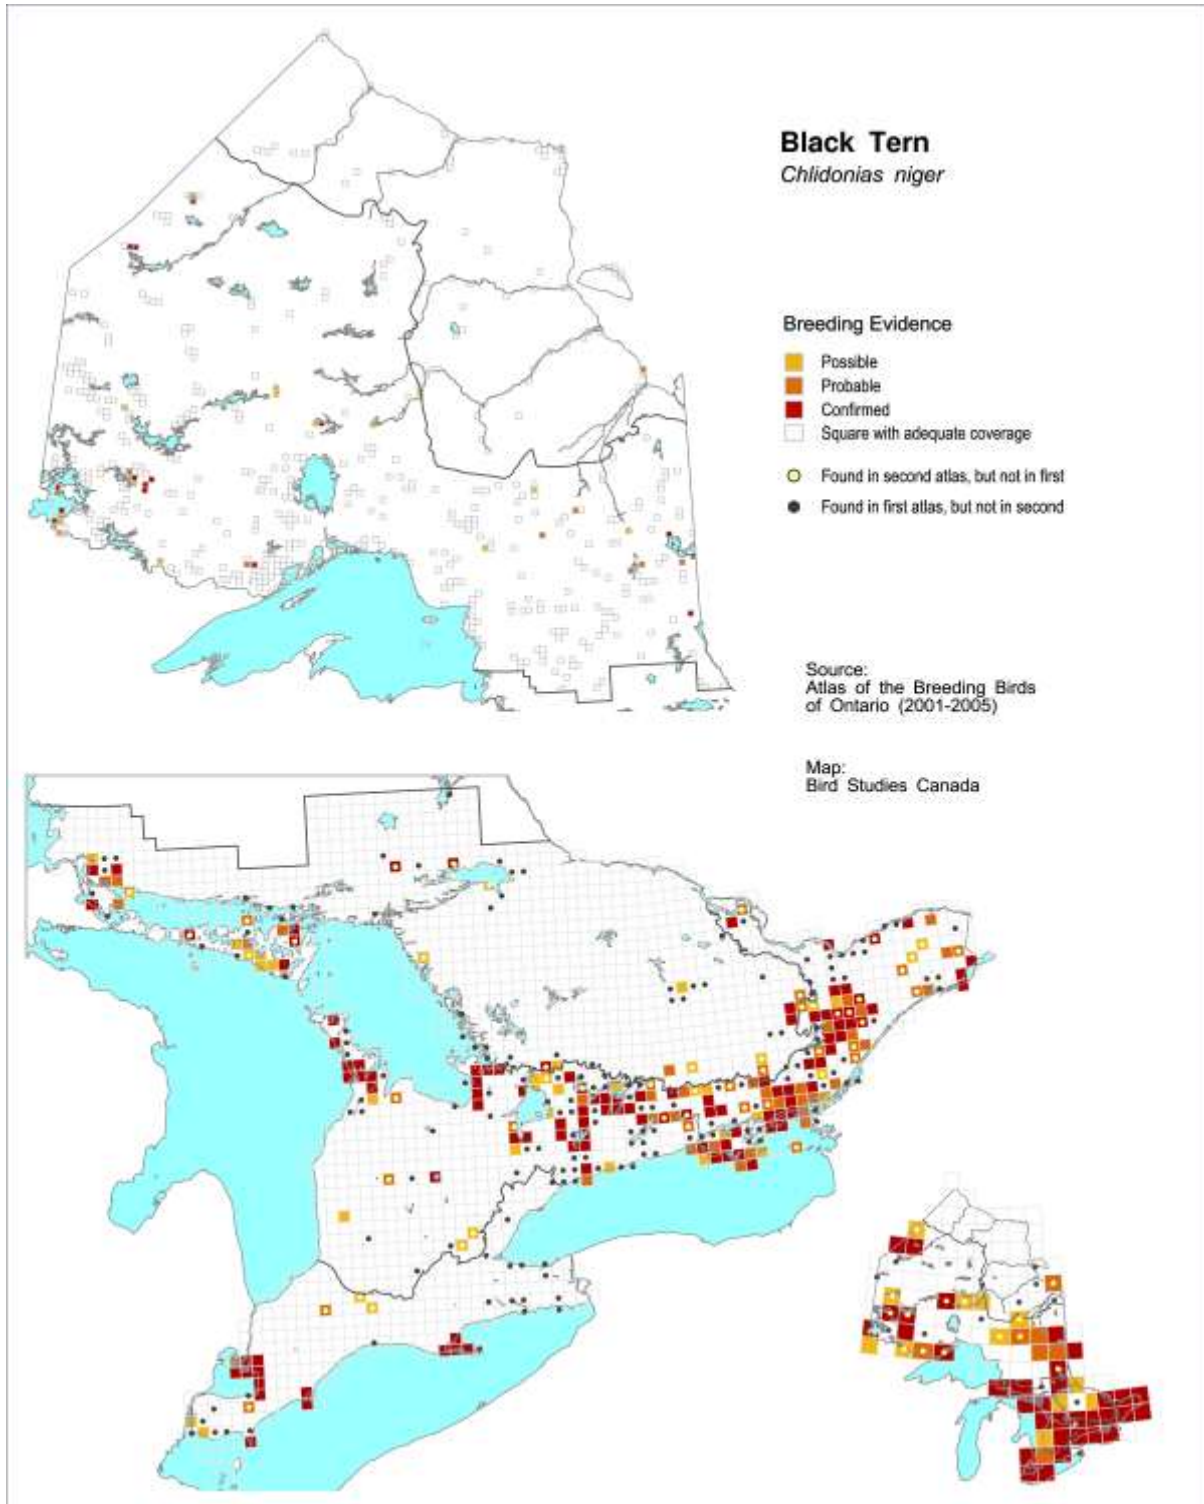 Black Tern
Chlidonias niger
Breeding Evidence
Possible
Probable
Confirmed
Square with adequate coverage
Found in second atlas, but not in first
Found in first atlas, but not in second
Source:
Atlas of the Breeding Birds
of Ontario (2001-2005)
Map:
Bird Studies Canada